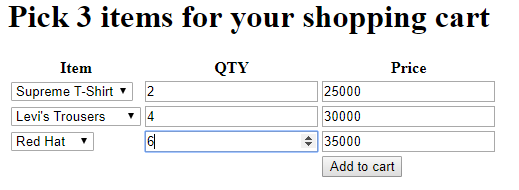 Pick 3 items for your shopping cart
Item QTY Price
Supreme T-Shirt 2 25000
Levi's Trousers 4 30000
Red Hat 6 35000
Add to cart